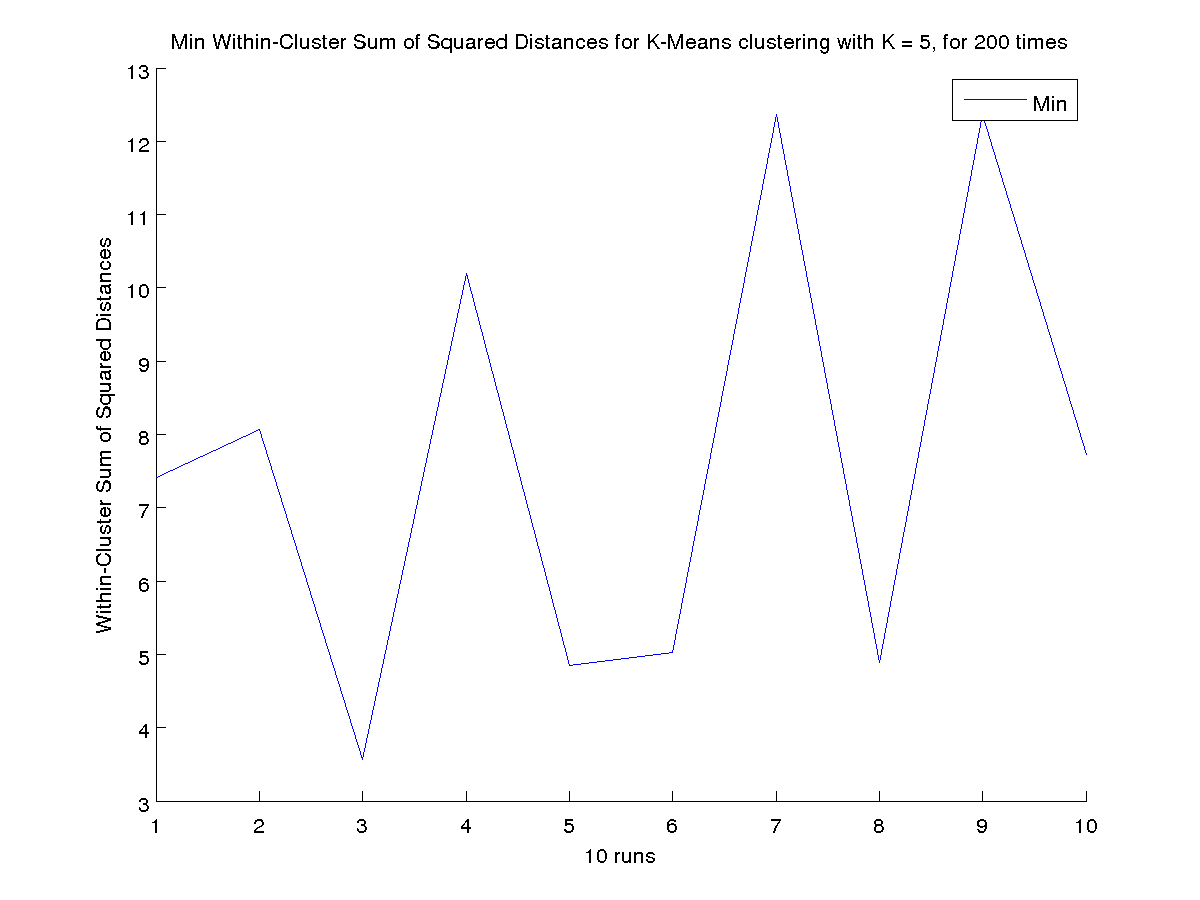 Min Within-Cluster Sum of Squared Distances for K-Means clustering with K = 5, for 200 times
Min
Within-Cluster Sum of Squared Distances
13
12
11
10
9
8
7
6
5
4
3
1 2 3 4 5 6 7 8 9 10
10 runs